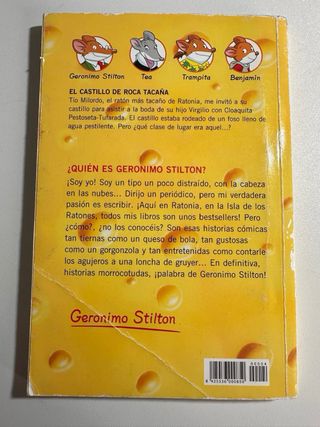 Geronimo Stilton Tea Trampita Benjamín
EL CASTILLO DE ROCA TACAÑA
Tío Milordo, el ratón más tacaño de Ratonia, me invitó a su
castillo para asistir a la boda de su hijo Virgilio con Cloaquita
Pestoseta-Tufarada. El castillo estaba rodeado de un foso lleno de
agua pestilente. Pero ¿qué clase de lugar era aquel...?
¿QUIÉN ES GERONIMO STILTON?
¡Soy yo! Soy un tipo un poco distraído, con la cabeza
en las nubes... Dirijo un periódico, pero mi verdadera
pasión es escribir. ¡Aquí en Ratonia, en la Isla de los
Ratones, todos mis libros son unos bestsellers! Pero
¿cómo?, ¿no los conocéis? Son esas historias cómicas
tan tiernas como un queso de bola, tan gustosas
como un gorgonzola y tan entretenidas como contarle
los agujeros a una loncha de gruyer... En definitiva,
historias morrocotudas, ¡palabra de Geronimo Stilton!
Geronimo Stilton
00004